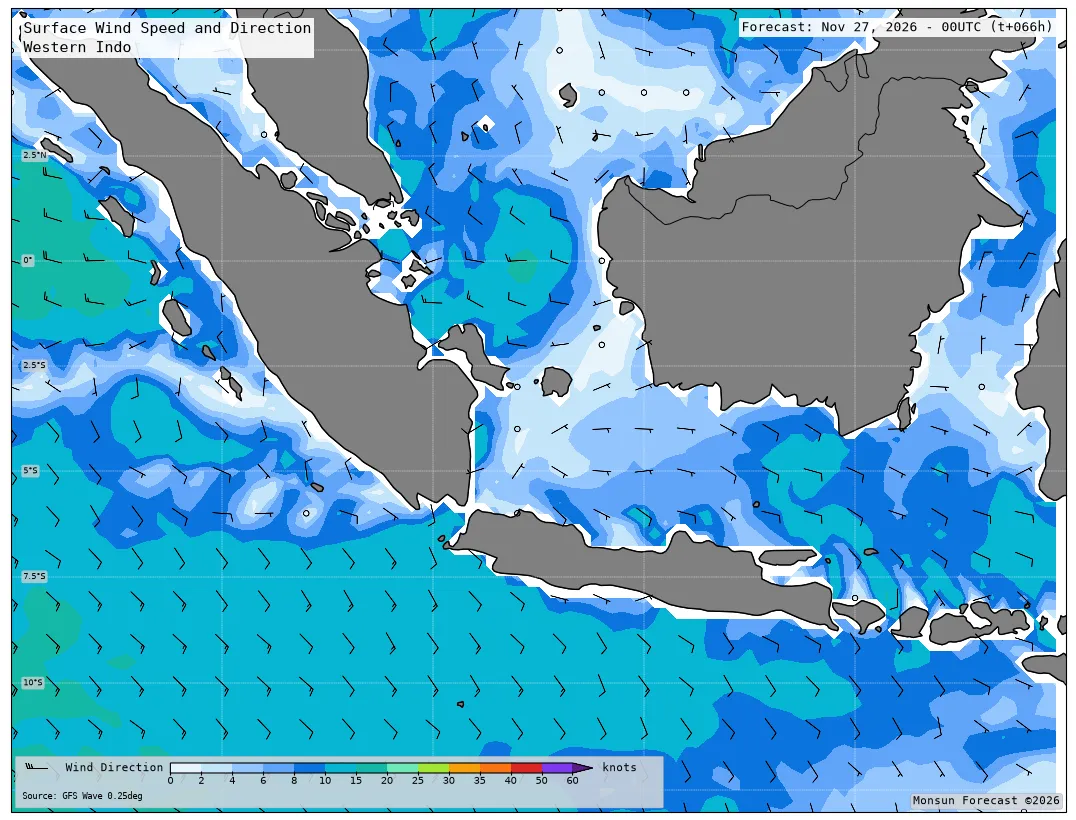 Surface Wind Speed and Direction
Western Indo
Forecast: Nov 27, 2026 - 00UTC (t+066h)
2.5°N
0°
2.5°S
5°S
7.5°S
10°S
Wind Direction
0 2 4 6 8 10 15 20 25 30 35 40 50 60
knots
Source: GFS Wave 0.25deg
Monsun Forecast ©2026